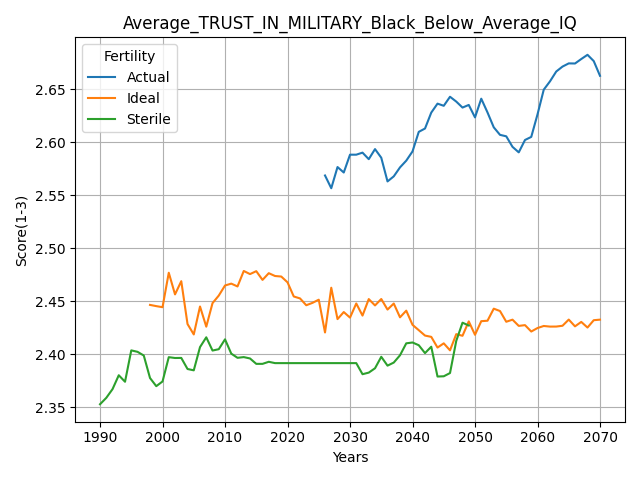 Average_TRUST_IN_MILITARY_Black_Below_Average_IQ
Fertility
Actual
Ideal
Sterile
Score(1-3)
2.65
2.60
2.55
2.50
2.45
2.40
2.35
1990 2000 2010 2020 2030 2040 2050 2060 2070
Years